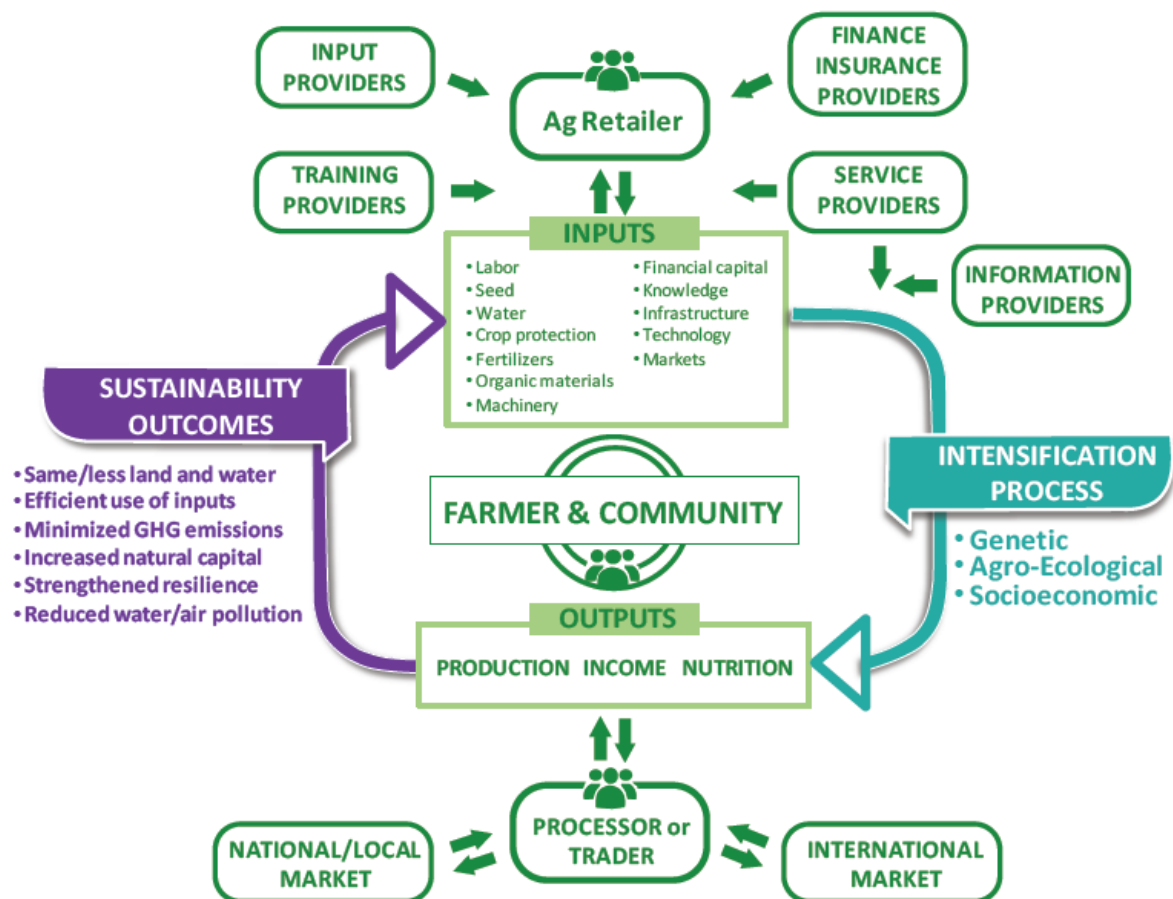 INPUT
PROVIDERS
FINANCE
INSURANCE
PROVIDERS
Ag Retailer
TRAINING
PROVIDERS
SERVICE
PROVIDERS
INFORMATION
PROVIDERS
INPUTS
• Labor
• Seed
• Water
• Crop protection
• Fertilizers
• Organic materials
• Machinery
• Financial capital
• Knowledge
• Infrastructure
• Technology
• Markets
SUSTAINABILITY
OUTCOMES
• Same/less land and water
• Efficient use of inputs
• Minimized GHG emissions
• Increased natural capital
• Strengthened resilience
• Reduced water/air pollution
FARMER & COMMUNITY
INTENSIFICATION
PROCESS
• Genetic
• Agro-Ecological
• Socioeconomic
OUTPUTS
PRODUCTION INCOME NUTRITION
PROCESSOR or
TRADER
NATIONAL/LOCAL
MARKET
INTERNATIONAL
MARKET